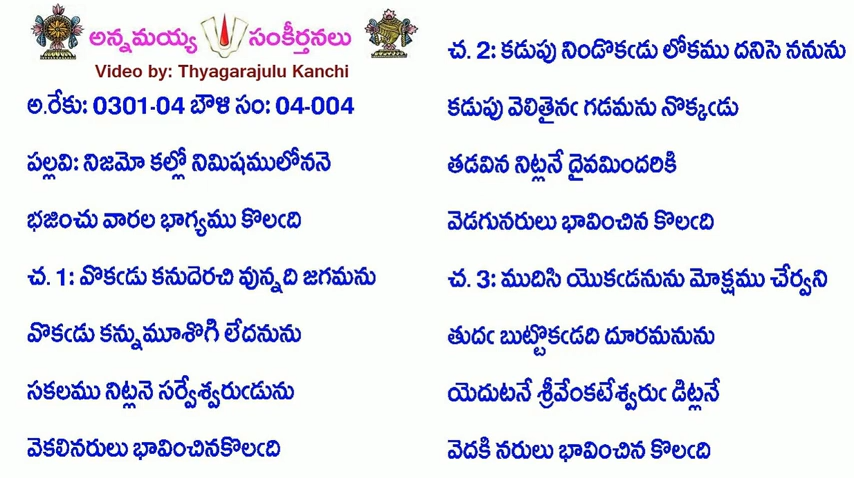 అన్నమయ్య సంకీర్తనలు
Video by: Thyagarajulu Kanchi
అ.రేకు: 0301-04 బౌళి సం: 04-004
పల్లవి: నిజమో కల్లో నిమిషములోననె
భజించు వారల భాగ్యము కొలఁది
చ. 1: వొకఁడు కనుదెరచి వున్నది జగమను
వొకఁడు కన్నుమూశొగి లేదనును
సకలము నిట్లనె సర్వేశ్వరుఁడును
వెకలినరులు భావించినకొలఁది
చ. 2: కడుపు నిండొకఁడు లోకము దనిసె ననును
కడుపు వెలితైనఁ గడమను నొక్కఁడు
తడవిన నిట్లనే దైవమిందరికి
వెడగునరులు భావించిన కొలఁది
చ. 3: ముదిసి యొకఁడనును మోక్షము చేర్వని
తుదఁ బుట్టొకఁడది దూరమనును
యెదుటనే శ్రీవేంకటేశ్వరుఁ డిట్లనే
వెదకి నరులు భావించిన కొలఁది